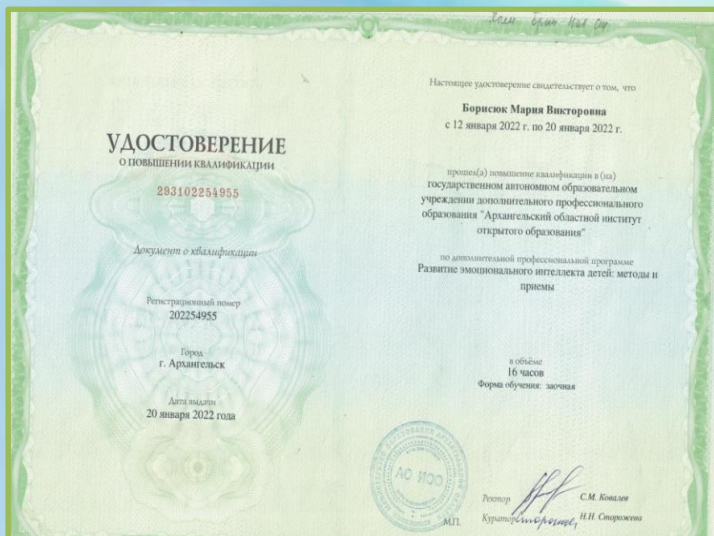 УДОСТОВЕРЕНИЕ
О ПОВЫШЕНИИ КВАЛИФИКАЦИИ
293102254955
Документ о квалификации
Регистрационный номер
202254955
Город
г. Архангельск
Дата выдачи
20 января 2022 года
Настоящее удостоверение свидетельствует о том, что
Борисюк Мария Викторовна
с 12 января 2022 г. по 20 января 2022 г.
прошел(а) повышение квалификации в (на)
государственном автономном образовательном
учреждении дополнительного профессионального
образования "Архангельский областной институт
открытого образования"
по дополнительной профессиональной программе
Развитие эмоционального интеллекта детей: методы и
приемы
в объёме
16 часов
Форма обучения: заочная
АО ИОО
М.П.
Ректор С.М. Ковалев
Куратор Н.Н. Сторожева